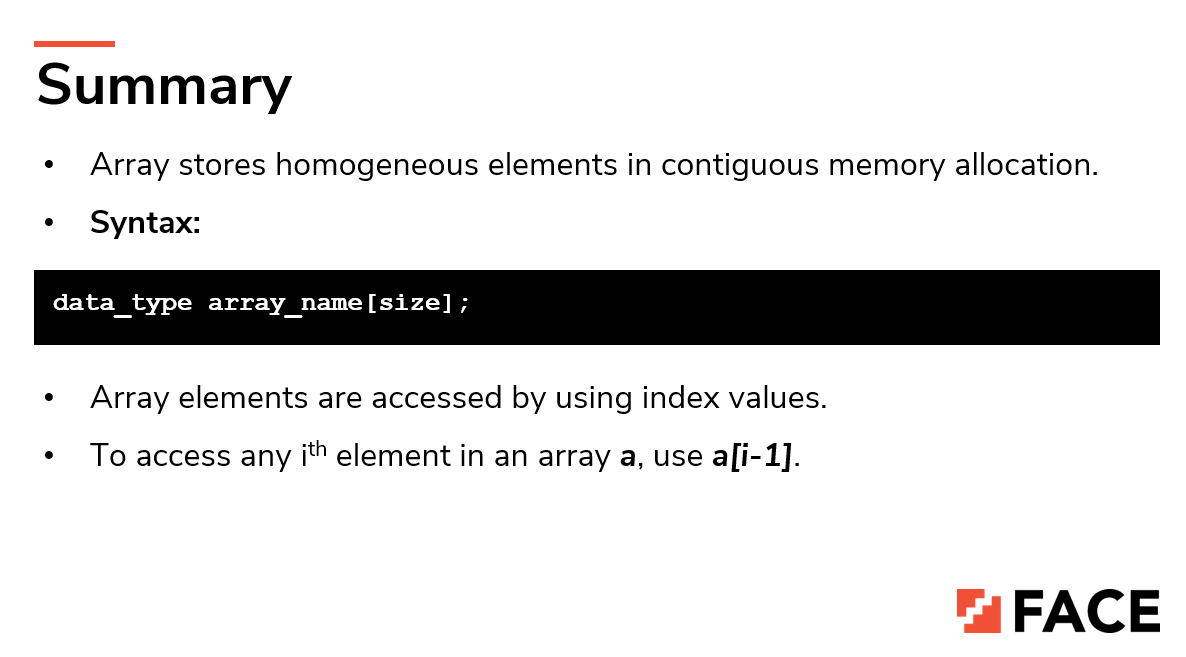 Summary
• Array stores homogeneous elements in contiguous memory allocation.
• Syntax:
data_type array_name[size];
• Array elements are accessed by using index values.
• To access any iᵗʰ element in an array a, use a[i-1].
FACE